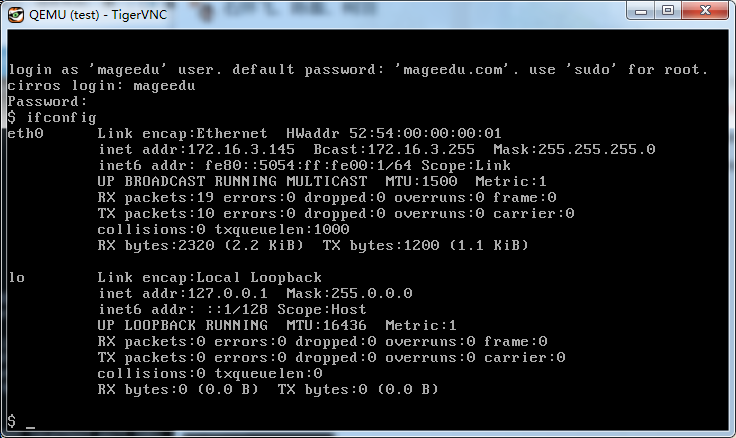 QEMU (test) - TigerVNC
login as 'mageedu' user. default password: 'mageedu.com'. use 'sudo' for root.
cirros login: mageedu
Password:
$ ifconfig
eth0      Link encap:Ethernet  HWaddr 52:54:00:00:00:01
          inet addr:172.16.3.145  Bcast:172.16.3.255  Mask:255.255.255.0
          inet6 addr: fe80::5054:ff:fe00:1/64 Scope:Link
          UP BROADCAST RUNNING MULTICAST  MTU:1500  Metric:1
          RX packets:19 errors:0 dropped:0 overruns:0 frame:0
          TX packets:10 errors:0 dropped:0 overruns:0 carrier:0
          collisions:0 txqueuelen:1000
          RX bytes:2320 (2.2 KiB)  TX bytes:1200 (1.1 KiB)
lo        Link encap:Local Loopback
          inet addr:127.0.0.1  Mask:255.0.0.0
          inet6 addr: ::1/128 Scope:Host
          UP LOOPBACK RUNNING  MTU:16436  Metric:1
          RX packets:0 errors:0 dropped:0 overruns:0 frame:0
          TX packets:0 errors:0 dropped:0 overruns:0 carrier:0
          collisions:0 txqueuelen:0
          RX bytes:0 (0.0 B)  TX bytes:0 (0.0 B)
$ _